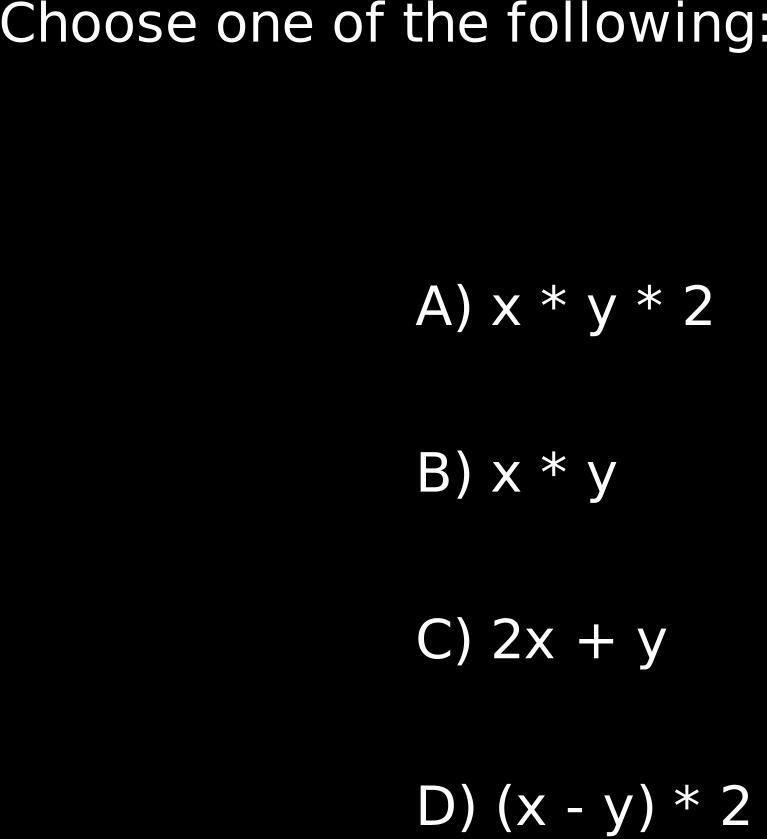 Choose one of the following:
A) x * y * 2
B) x * y
C) 2x + y
D) (x - y) * 2